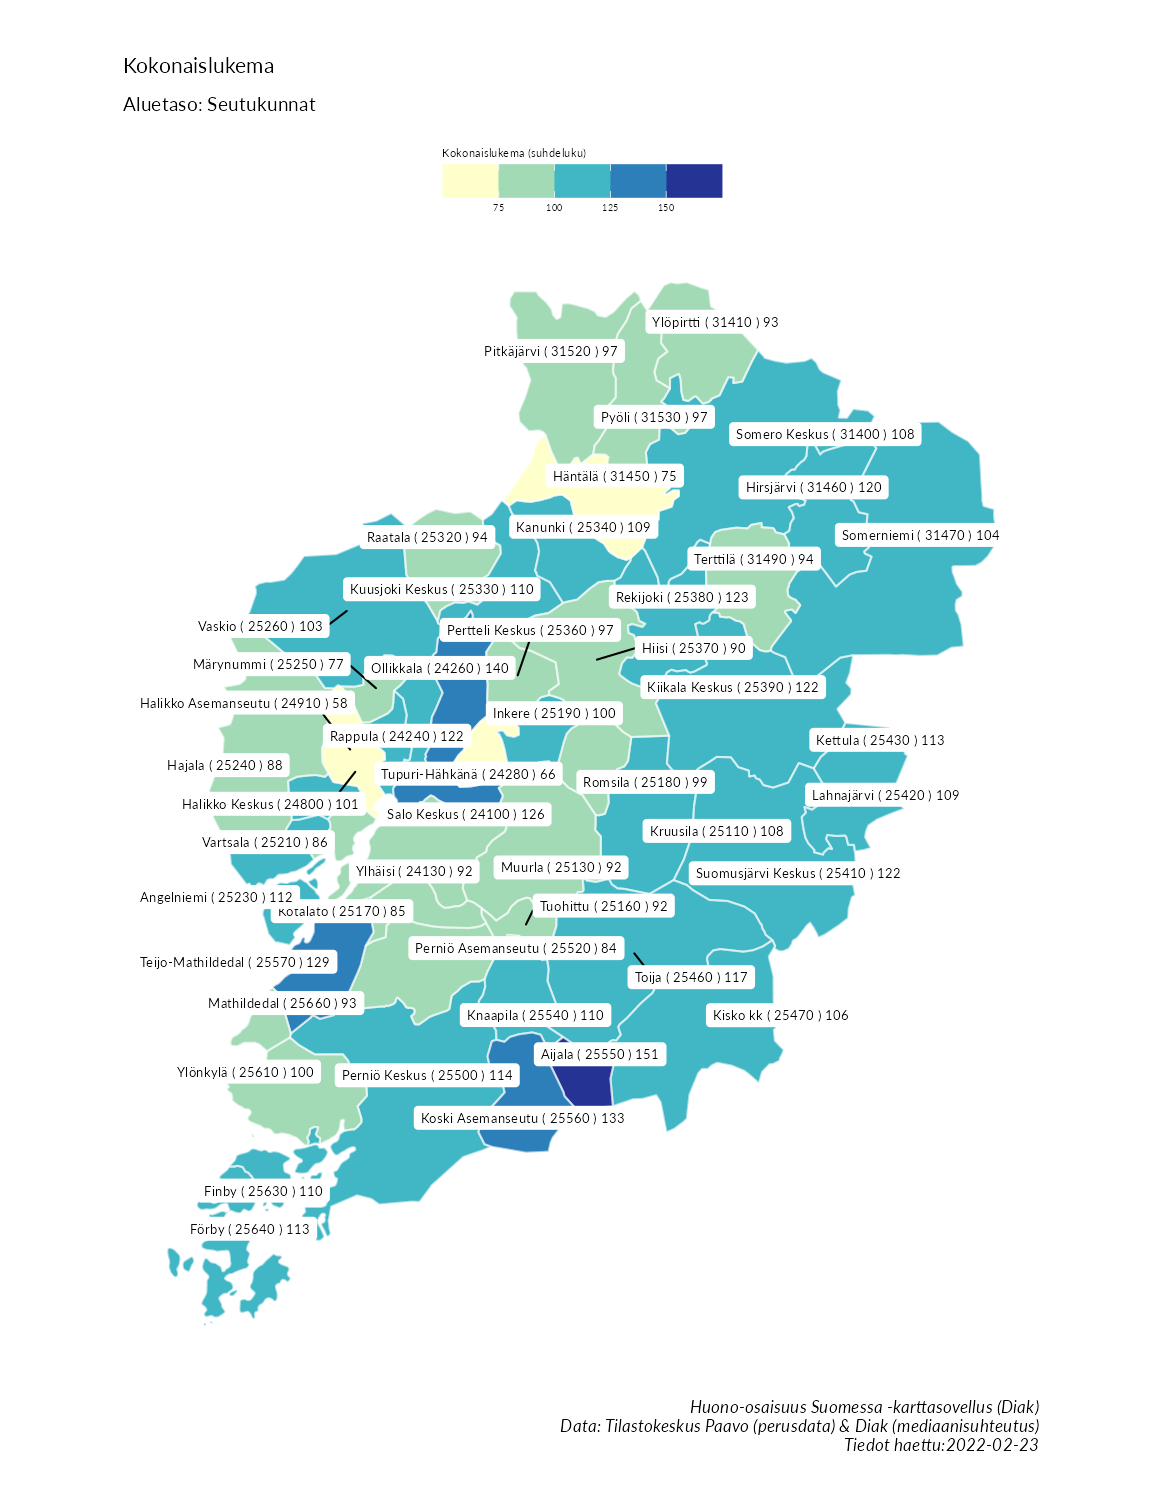 Kokonaislukema
Aluetaso: Seutukunnat
Kokonaislukema (suhdeluku)
75 100 125 150
Ylöpirtti ( 31410 ) 93
Pitkäjärvi ( 31520 ) 97
Pyöli ( 31530 ) 97
Somero Keskus ( 31400 ) 108
Häntälä ( 31450 ) 75
Hirsjärvi ( 31460 ) 120
Kanunki ( 25340 ) 109
Somerniemi ( 31470 ) 104
Raatala ( 25320 ) 94
Terttilä ( 31490 ) 94
Kuusjoki Keskus ( 25330 ) 110
Rekijoki ( 25380 ) 123
Vaskio ( 25260 ) 103
Pertteli Keskus ( 25360 ) 97
Hiisi ( 25370 ) 90
Märynummi ( 25250 ) 77
Ollikkala ( 24260 ) 140
Kiikala Keskus ( 25390 ) 122
Halikko Asemanseutu ( 24910 ) 58
Inkere ( 25190 ) 100
Rappula ( 24240 ) 122
Kettula ( 25430 ) 113
Hajala ( 25240 ) 88
Tupuri-Hähkänä ( 24280 ) 66
Romsila ( 25180 ) 99
Lahnajärvi ( 25420 ) 109
Halikko Keskus ( 24800 ) 101
Salo Keskus ( 24100 ) 126
Kruusila ( 25110 ) 108
Vartsala ( 25210 ) 86
Ylhäisi ( 24130 ) 92
Muurla ( 25130 ) 92
Suomusjärvi Keskus ( 25410 ) 122
Angelniemi ( 25230 ) 112
Kotalato ( 25170 ) 85
Tuohittu ( 25160 ) 92
Perniö Asemanseutu ( 25520 ) 84
Teijo-Mathildedal ( 25570 ) 129
Toija ( 25460 ) 117
Mathildedal ( 25660 ) 93
Knaapila ( 25540 ) 110
Kisko kk ( 25470 ) 106
Aijala ( 25550 ) 151
Ylönkylä ( 25610 ) 100
Perniö Keskus ( 25500 ) 114
Koski Asemanseutu ( 25560 ) 133
Finby ( 25630 ) 110
Förby ( 25640 ) 113
Huono-osaisuus Suomessa -karttasovellus (Diak)
Data: Tilastokeskus Paavo (perusdata) & Diak (mediaanisuhteutus)
Tiedot haettu:2022-02-23